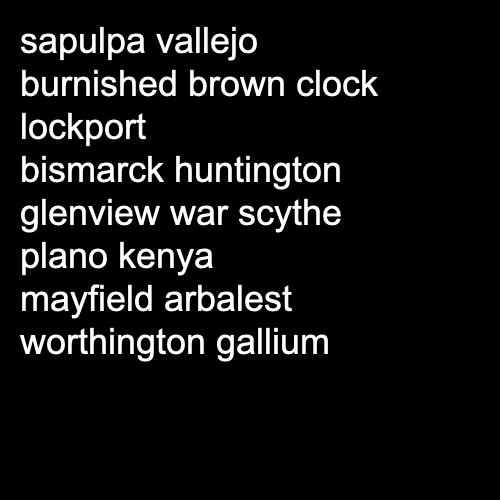 sapulpa vallejo
burnished brown clock
lockport
bismarck huntington
glenview war scythe
plano kenya
mayfield arbalest
worthington gallium